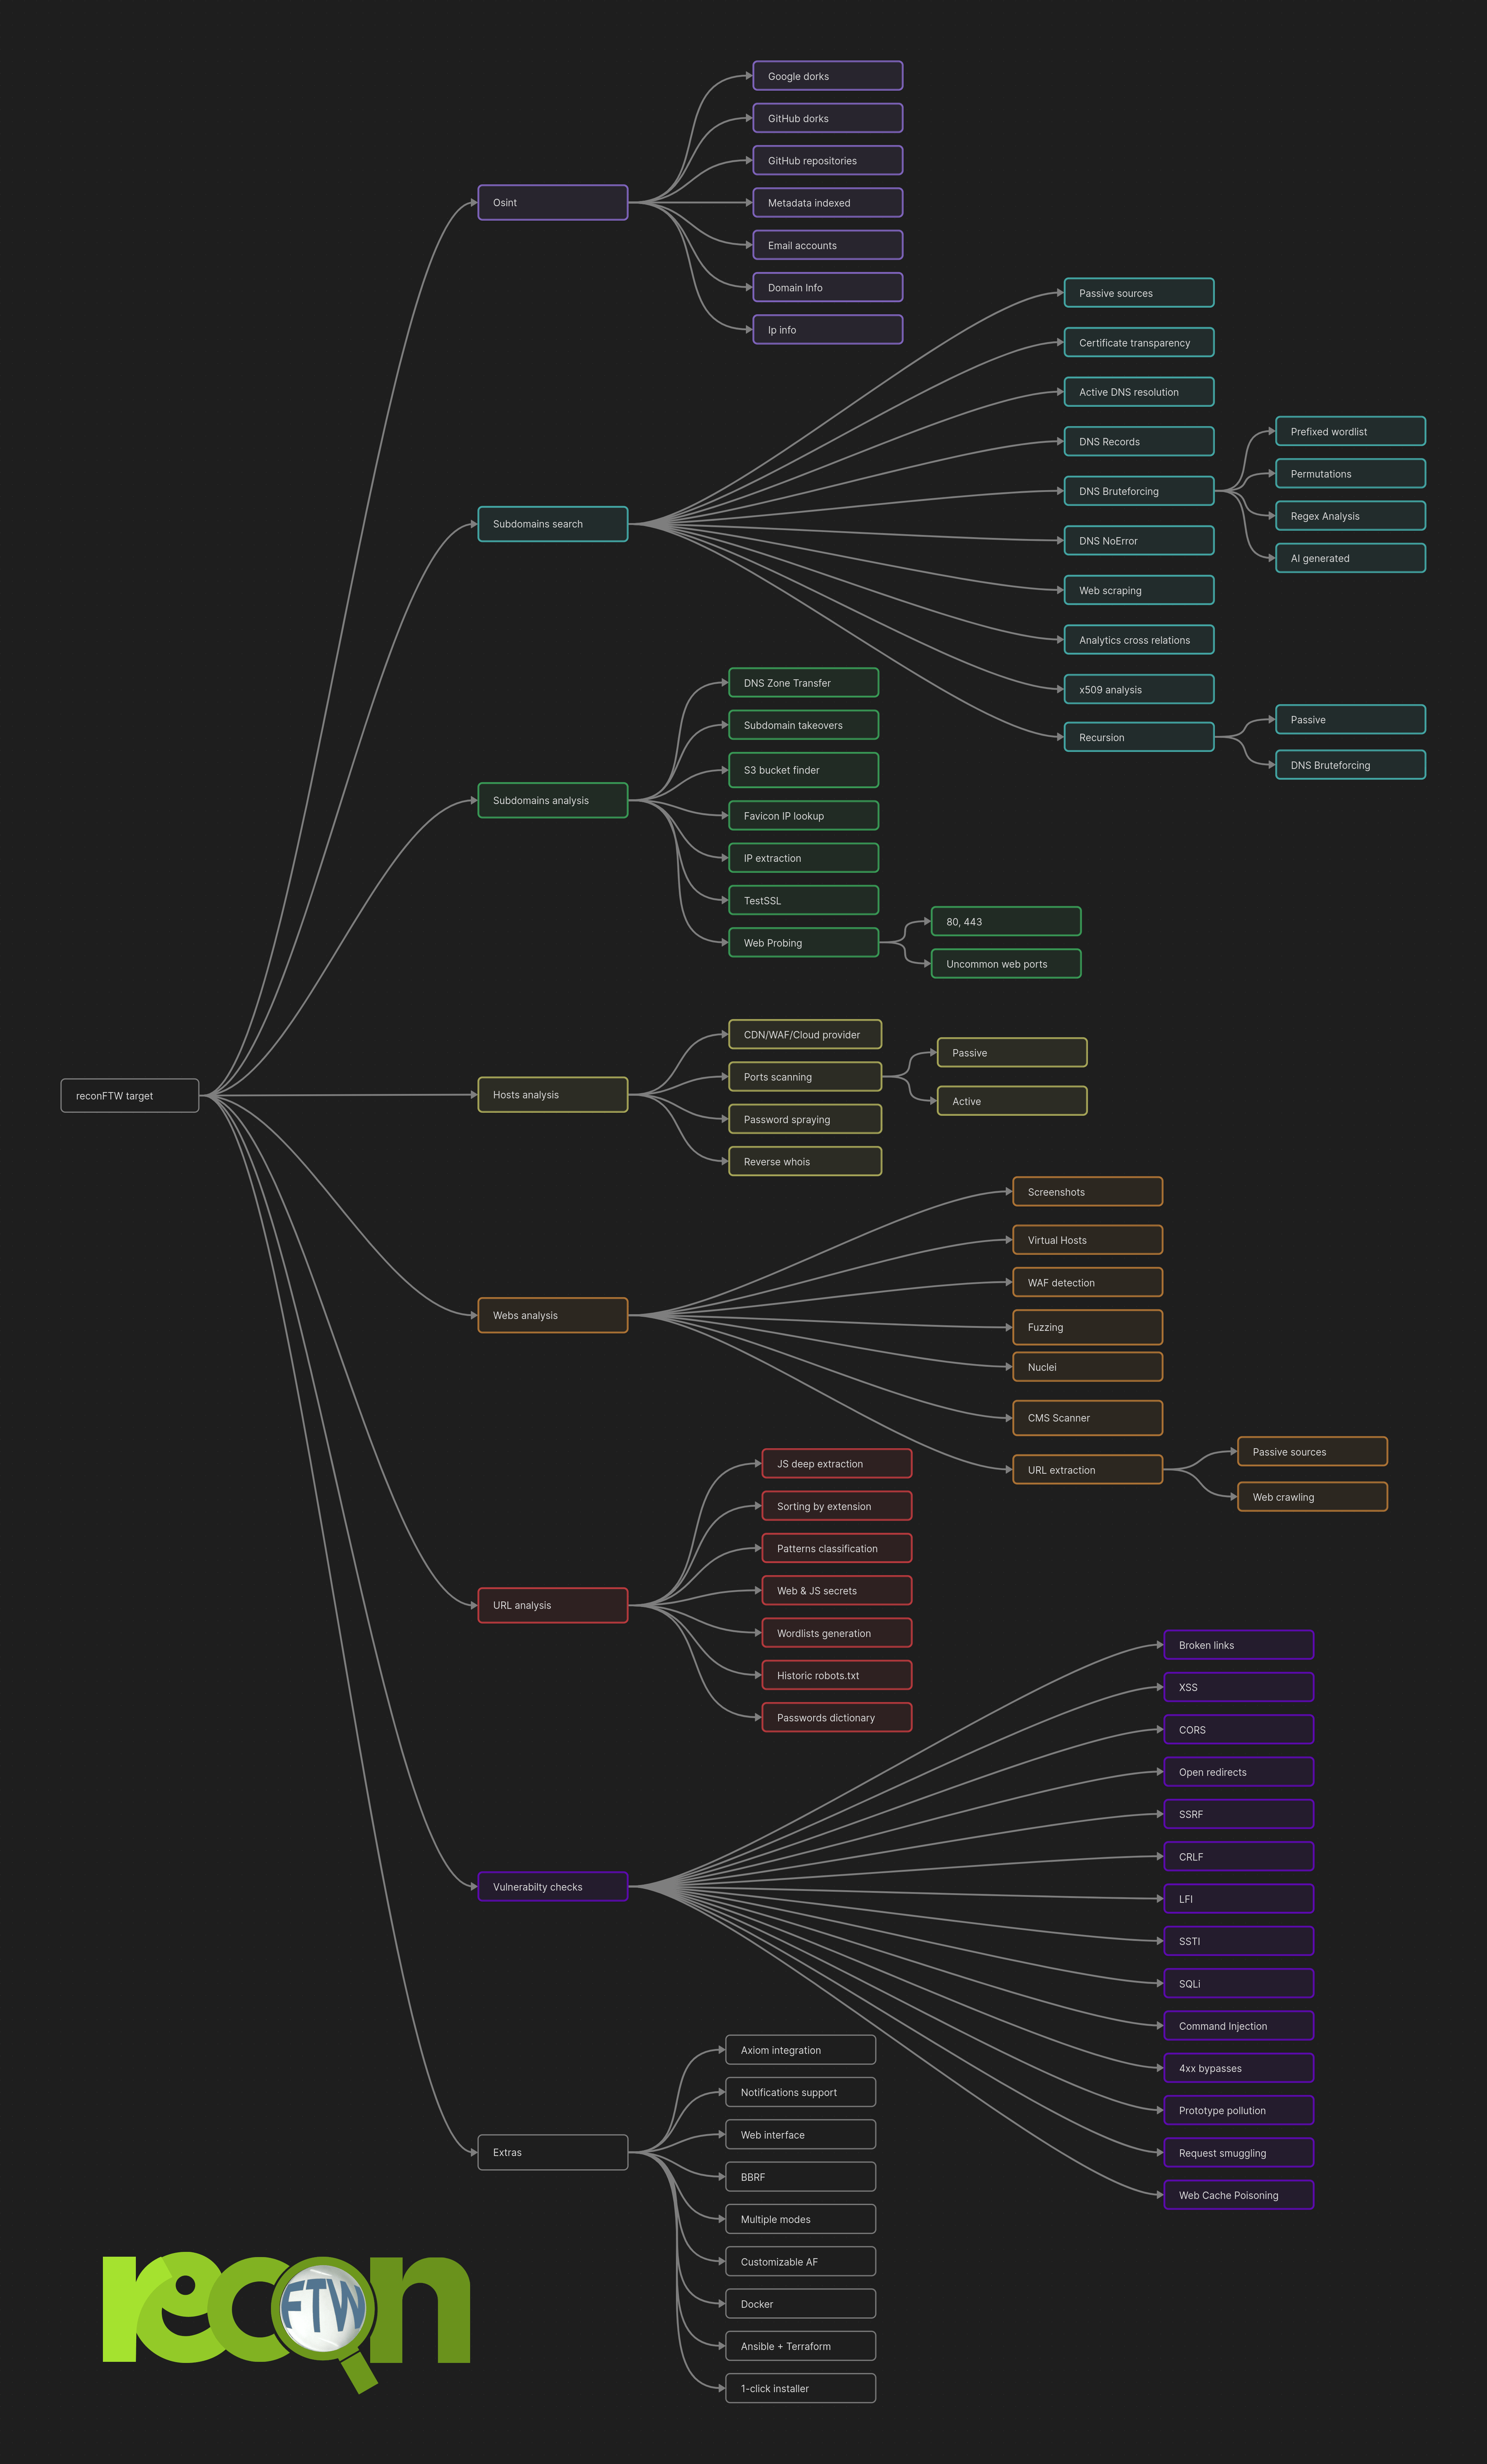 reconFTW target
Osint
Google dorks
GitHub dorks
GitHub repositories
Metadata indexed
Email accounts
Domain Info
Ip info
Subdomains search
Passive sources
Certificate transparency
Active DNS resolution
DNS Records
DNS Bruteforcing
Prefixed wordlist
Permutations
Regex Analysis
AI generated
DNS NoError
Web scraping
Analytics cross relations
x509 analysis
Recursion
Passive
DNS Bruteforcing
Subdomains analysis
DNS Zone Transfer
Subdomain takeovers
S3 bucket finder
Favicon IP lookup
IP extraction
TestSSL
Web Probing
80, 443
Uncommon web ports
Hosts analysis
CDN/WAF/Cloud provider
Ports scanning
Passive
Active
Password spraying
Reverse whois
Webs analysis
Screenshots
Virtual Hosts
WAF detection
Fuzzing
Nuclei
CMS Scanner
URL extraction
Passive sources
Web crawling
URL analysis
JS deep extraction
Sorting by extension
Patterns classification
Web & JS secrets
Wordlists generation
Historic robots.txt
Passwords dictionary
Vulnerabilty checks
Broken links
XSS
CORS
Open redirects
SSRF
CRLF
LFI
SSTI
SQLi
Command Injection
4xx bypasses
Prototype pollution
Request smuggling
Web Cache Poisoning
Extras
Axiom integration
Notifications support
Web interface
BBRF
Multiple modes
Customizable AF
Docker
Ansible + Terraform
1-click installer
recon
FTW